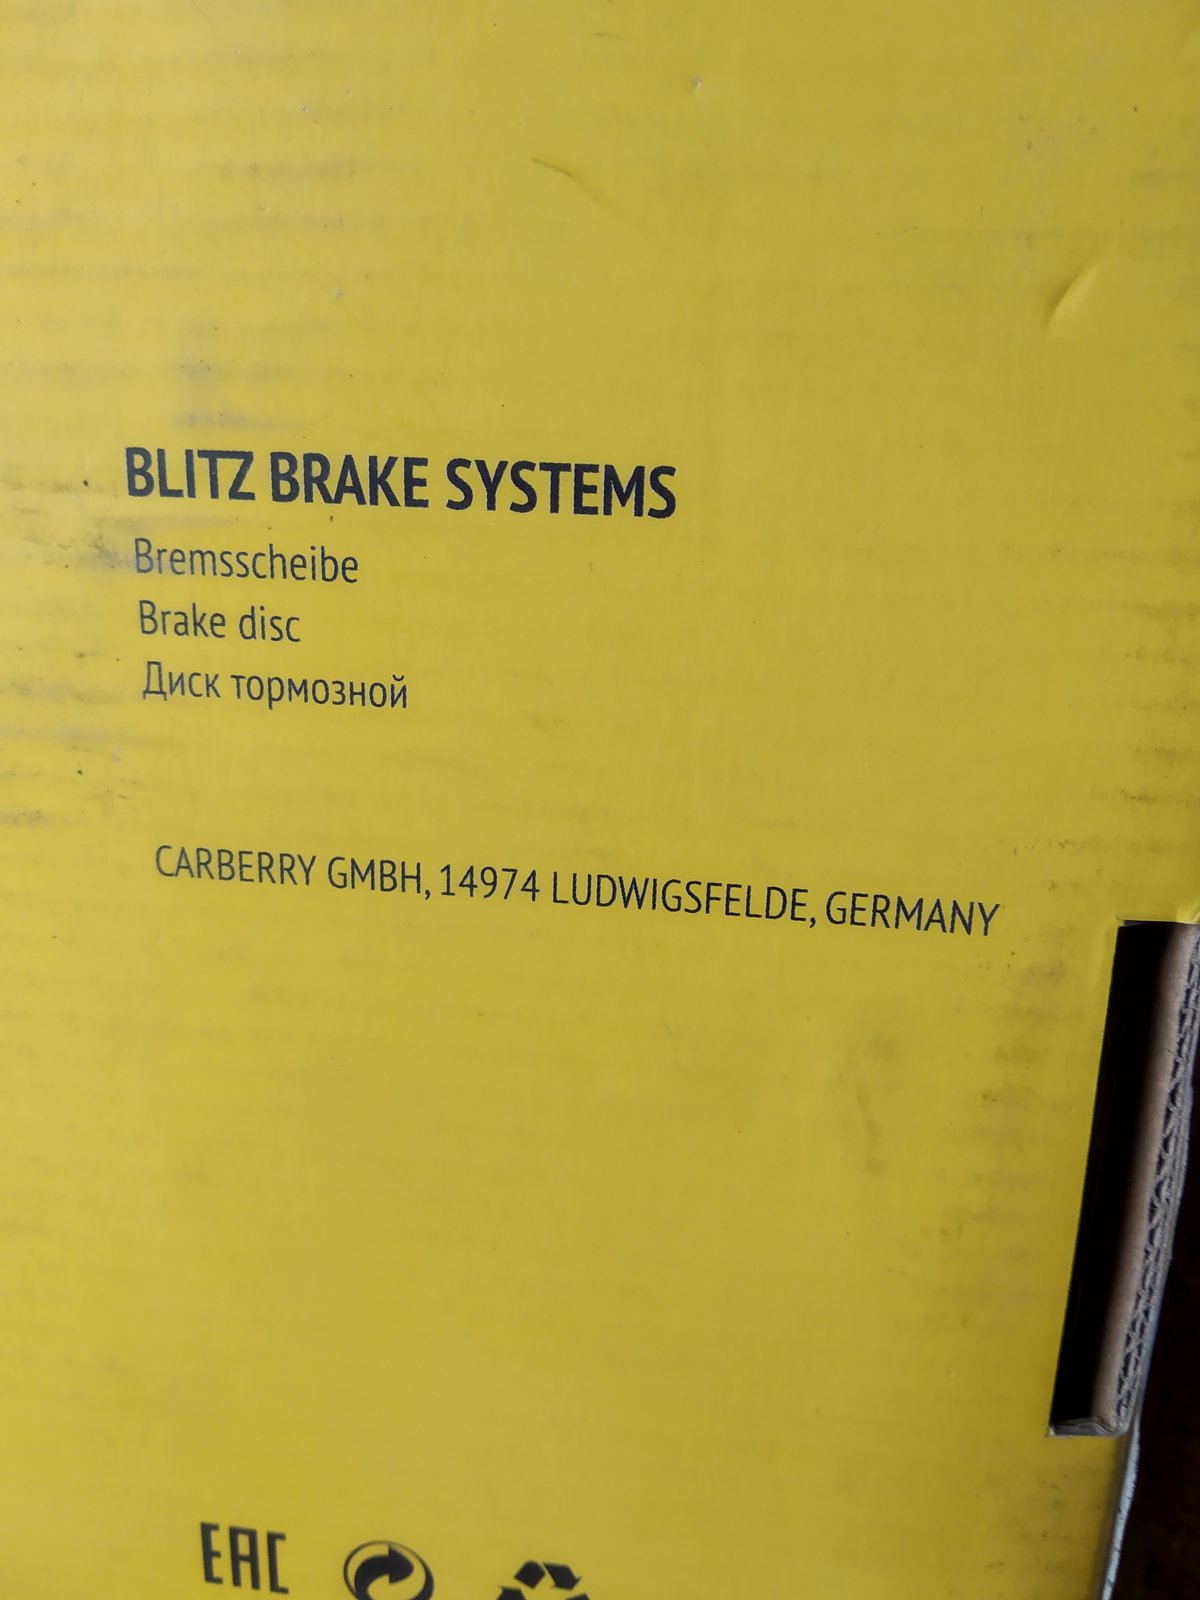 BLITZ BRAKE SYSTEMS
Bremsscheibe
Brake disc
Диск тормозной
CARBERRY GMBH, 14974 LUDWIGSFELDE, GERMANY
EAC